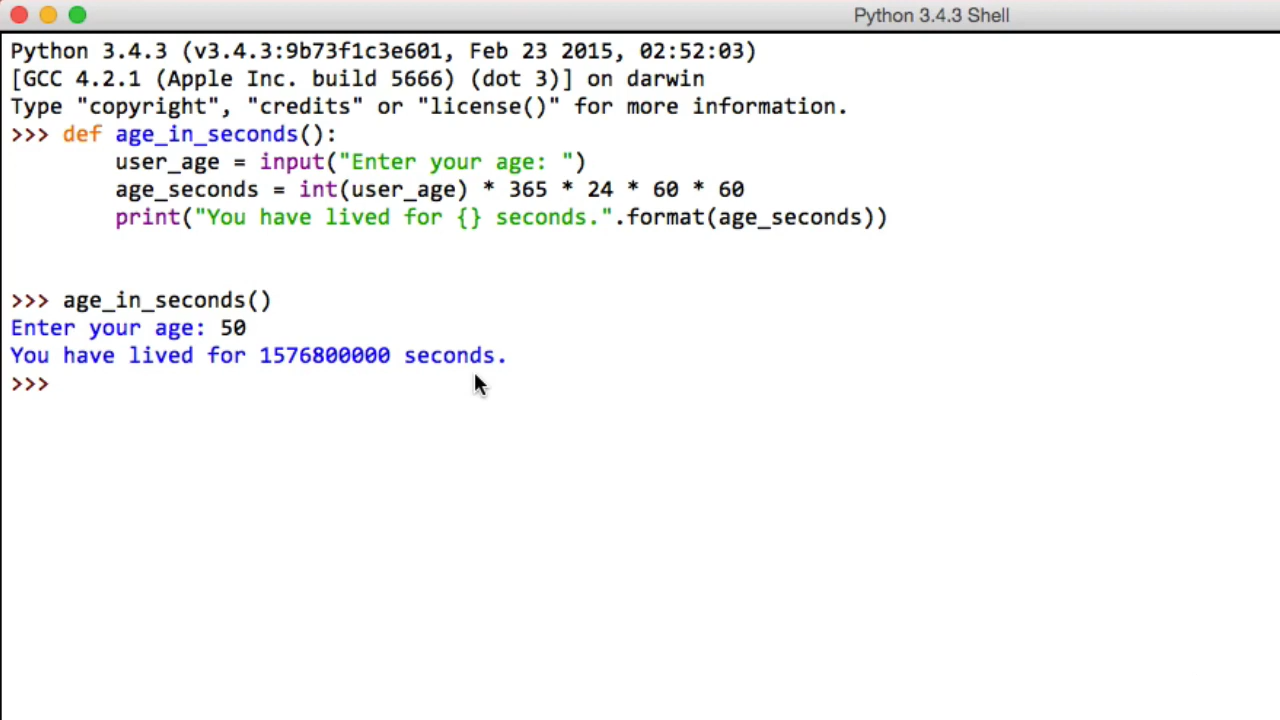 Python 3.4.3 Shell
Python 3.4.3 (v3.4.3:9b73f1c3e601, Feb 23 2015, 02:52:03)
[GCC 4.2.1 (Apple Inc. build 5666) (dot 3)] on darwin
Type "copyright", "credits" or "license()" for more information.
>>> def age_in_seconds():
        user_age = input("Enter your age: ")
        age_seconds = int(user_age) * 365 * 24 * 60 * 60
        print("You have lived for {} seconds.".format(age_seconds))
>>> age_in_seconds()
Enter your age: 50
You have lived for 1576800000 seconds.
>>>